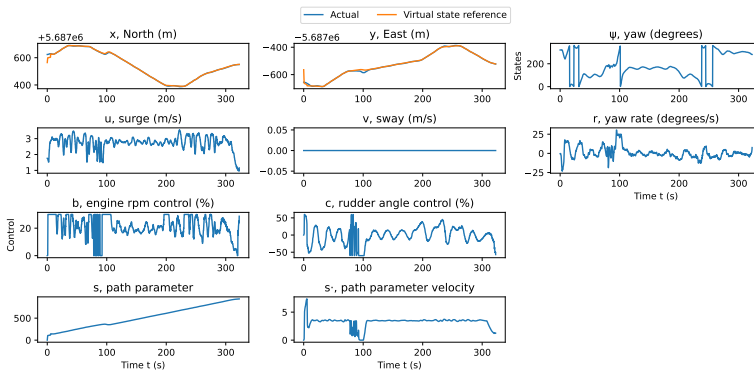 Actual Virtual state reference
x, North (m) y, East (m) ψ, yaw (degrees)
+5.687e6 −5.687e6
600
400
0 100 200 300
−400
−600
0 100 200 300
States
200
0
0 100 200 300
u, surge (m/s) v, sway (m/s) r, yaw rate (degrees/s)
3
2
1
0 100 200 300
0.05
0.00
−0.05
0 100 200 300
25
0
−25
0 100 200 300
Time t (s)
b, engine rpm control (%) c, rudder angle control (%)
Control
20
0
0 100 200 300
50
0
−50
0 100 200 300
s, path parameter s·, path parameter velocity
500
0
0 100 200 300
Time t (s)
5
0
0 100 200 300
Time t (s)